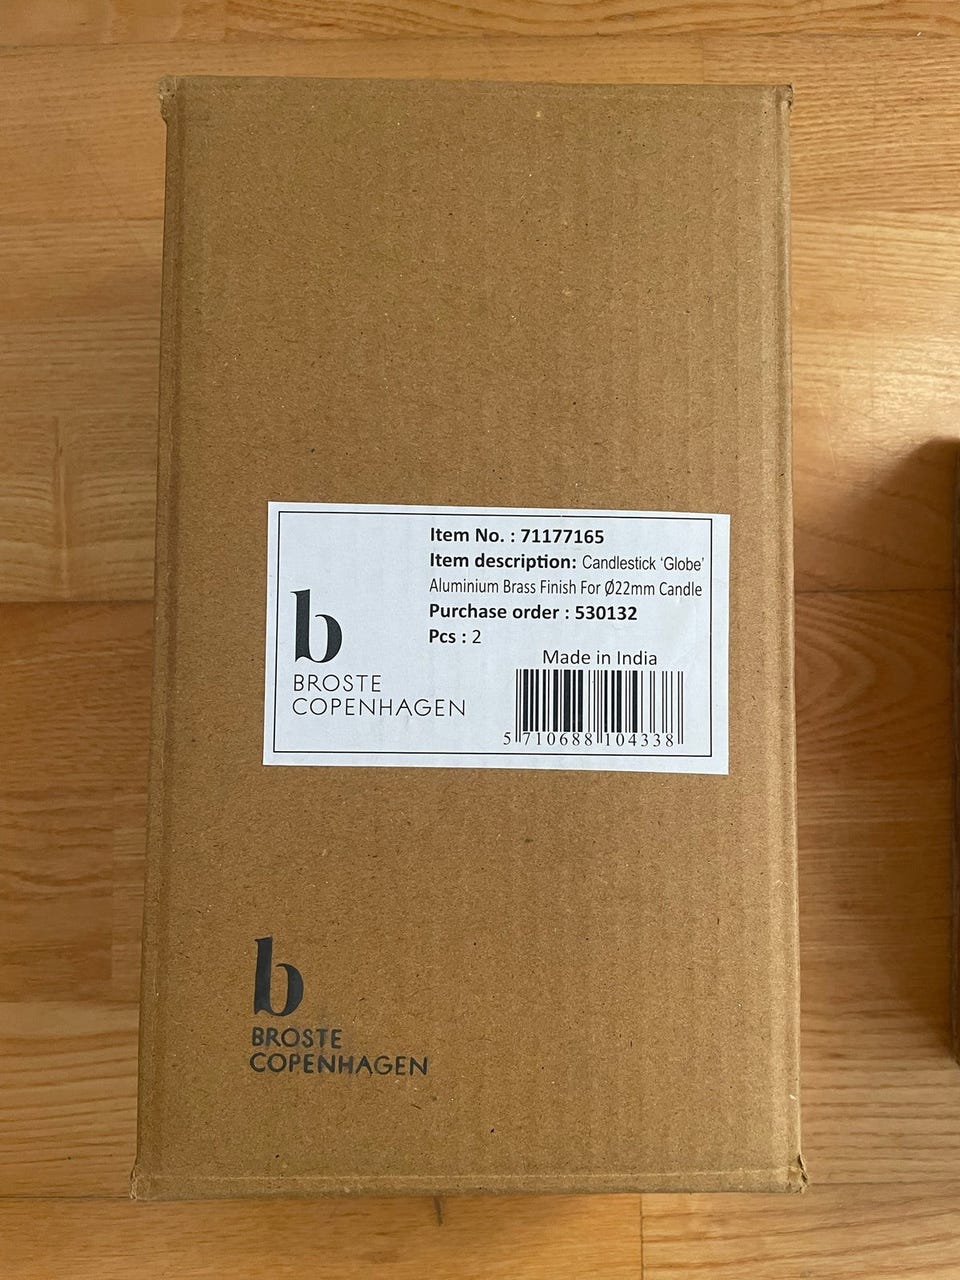 Item No. : 71177165
Item description: Candlestick ‘Globe’
Aluminium Brass Finish For Ø22mm Candle
Purchase order : 530132
Pcs : 2
Made in India
b
BROSTE
COPENHAGEN
5 710688 104338
b
BROSTE
COPENHAGEN